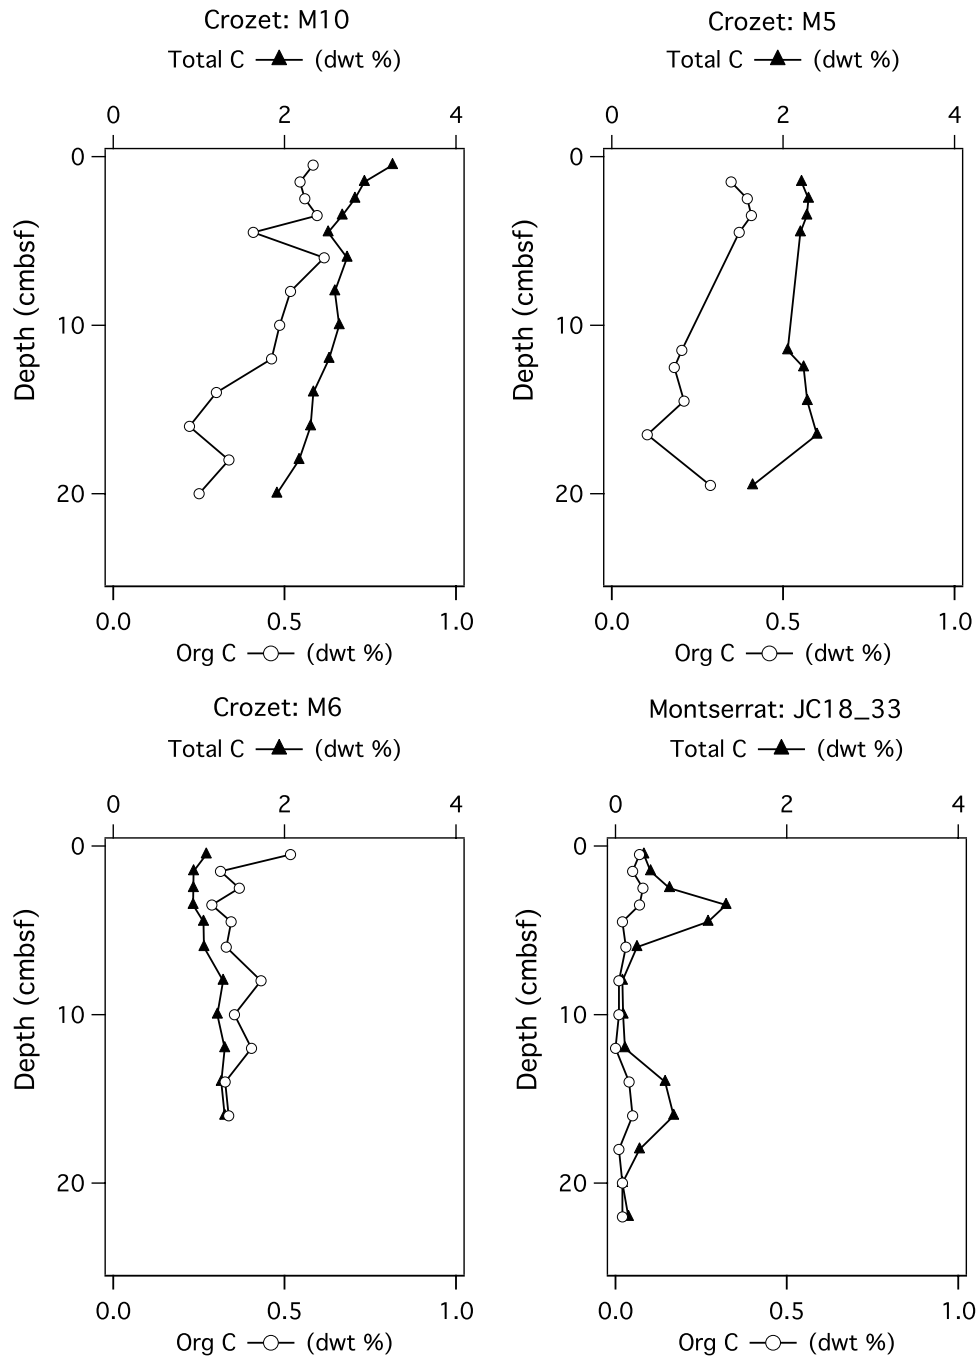 Crozet: M10
Total C (dwt %)
0 2 4
0
10
20
Depth (cmbsf)
0.0 0.5 1.0
Org C (dwt %)
Crozet: M5
Total C (dwt %)
0 2 4
0
10
20
Depth (cmbsf)
0.0 0.5 1.0
Org C (dwt %)
Crozet: M6
Total C (dwt %)
0 2 4
0
10
20
Depth (cmbsf)
0.0 0.5 1.0
Org C (dwt %)
Montserrat: JC18_33
Total C (dwt %)
0 2 4
0
10
20
Depth (cmbsf)
0.0 0.5 1.0
Org C (dwt %)